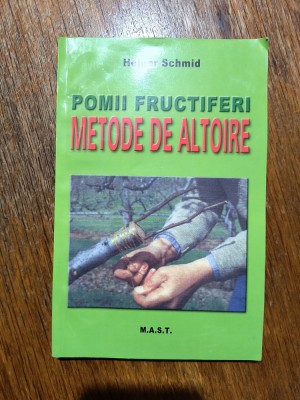 Schmid
POMII FRUCTIFERI
METODE DE ALTOIRE
M.A.S.T.